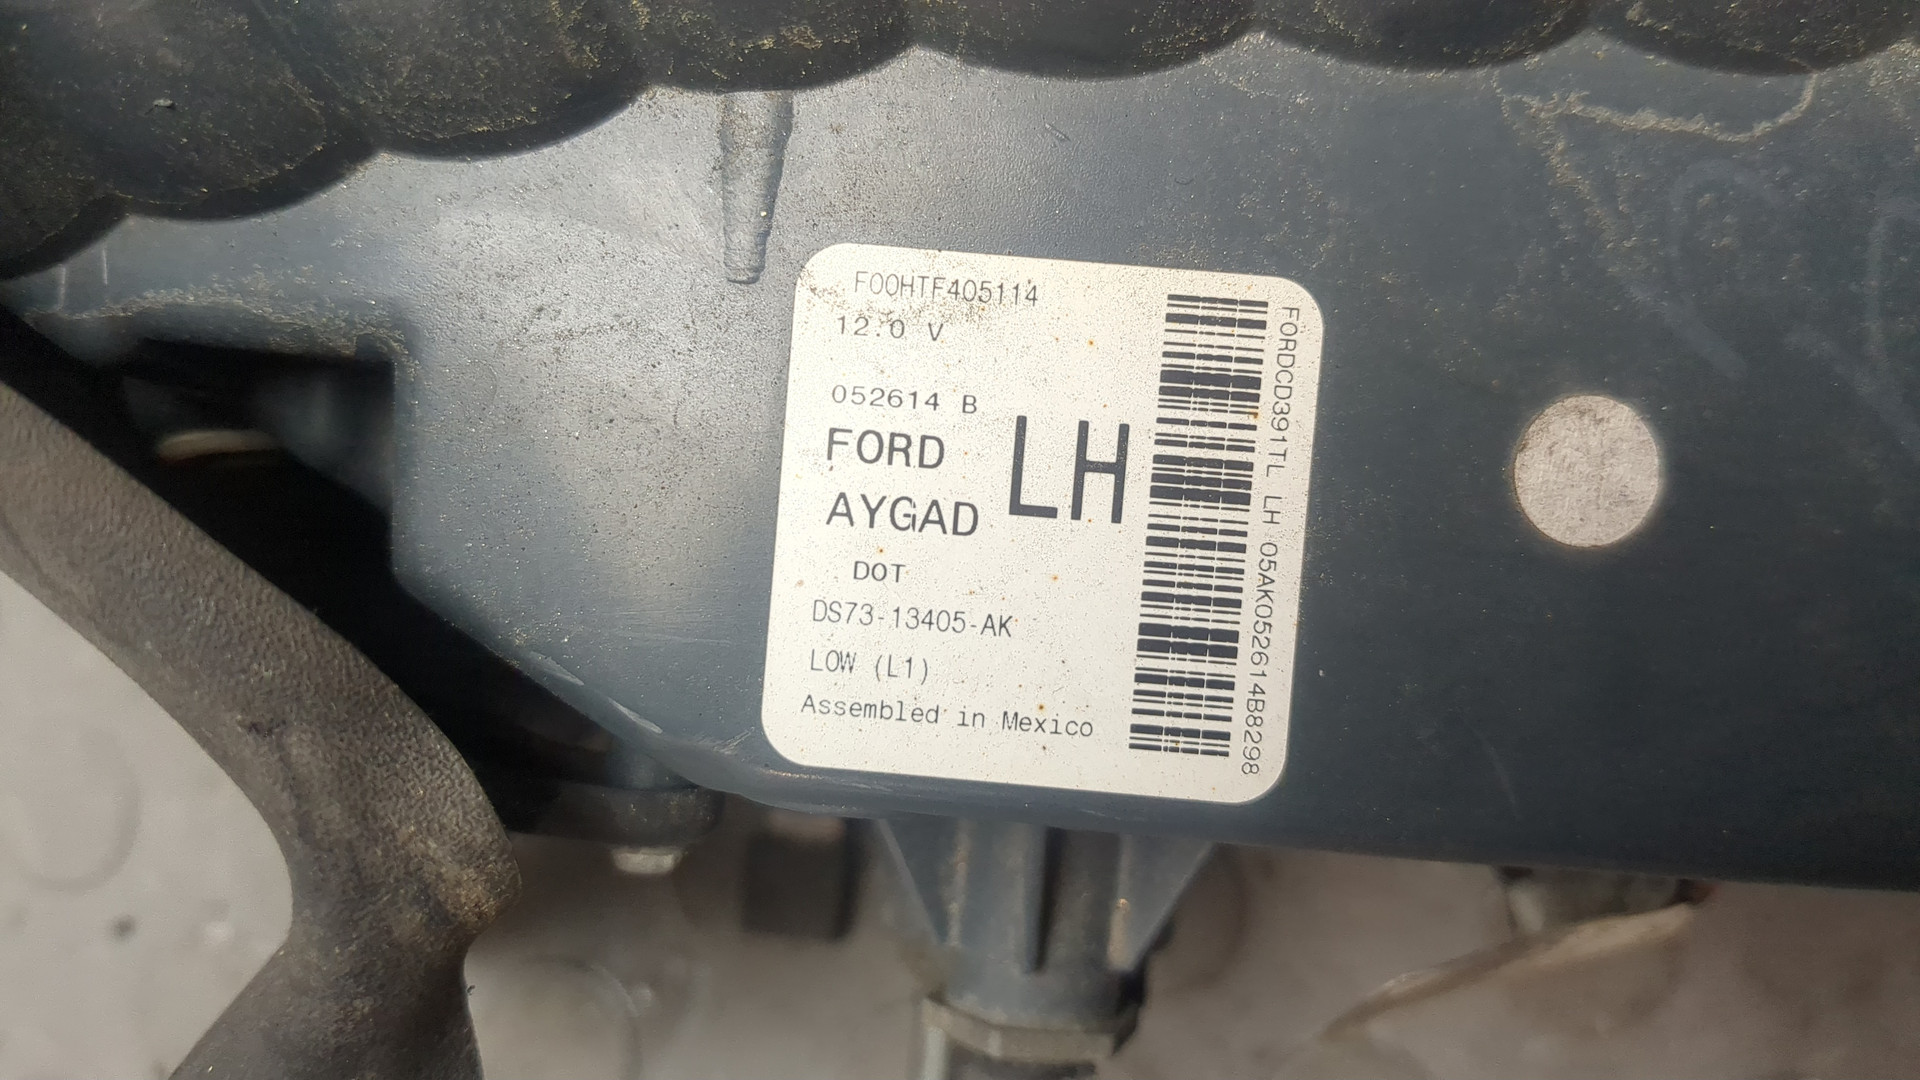 F00HTF405114
12.0 V
052614 B
FORD
LH
AYGAD
DOT
DS73-13405-AK
LOW (L1)
Assembled in Mexico
FORDCD391TL LH 05AK052614B8298